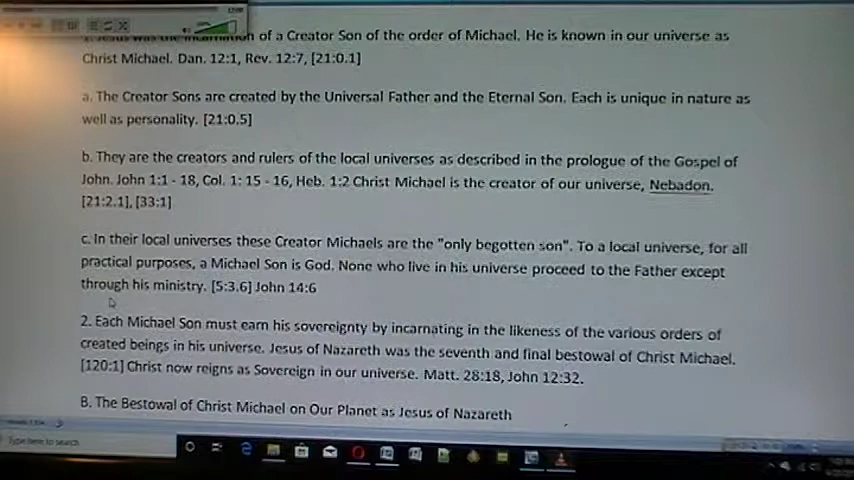 1. Jesus was the incarnation of a Creator Son of the order of Michael. He is known in our universe as
Christ Michael. Dan. 12:1, Rev. 12:7, [21:0.1]
a. The Creator Sons are created by the Universal Father and the Eternal Son. Each is unique in nature as
well as personality. [21:0.5]
b. They are the creators and rulers of the local universes as described in the prologue of the Gospel of
John. John 1:1 - 18, Col. 1: 15 - 16, Heb. 1:2 Christ Michael is the creator of our universe, Nebadon.
[21:2.1], [33:1]
c. In their local universes these Creator Michaels are the "only begotten son". To a local universe, for all
practical purposes, a Michael Son is God. None who live in his universe proceed to the Father except
through his ministry. [5:3.6] John 14:6
2. Each Michael Son must earn his sovereignty by incarnating in the likeness of the various orders of
created beings in his universe. Jesus of Nazareth was the seventh and final bestowal of Christ Michael.
[120:1] Christ now reigns as Sovereign in our universe. Matt. 28:18, John 12:32.
B. The Bestowal of Christ Michael on Our Planet as Jesus of Nazareth
Type here to search